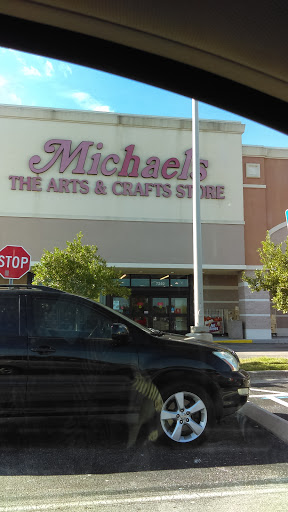 Michaels
THE ARTS & CRAFTS STORE
STOP